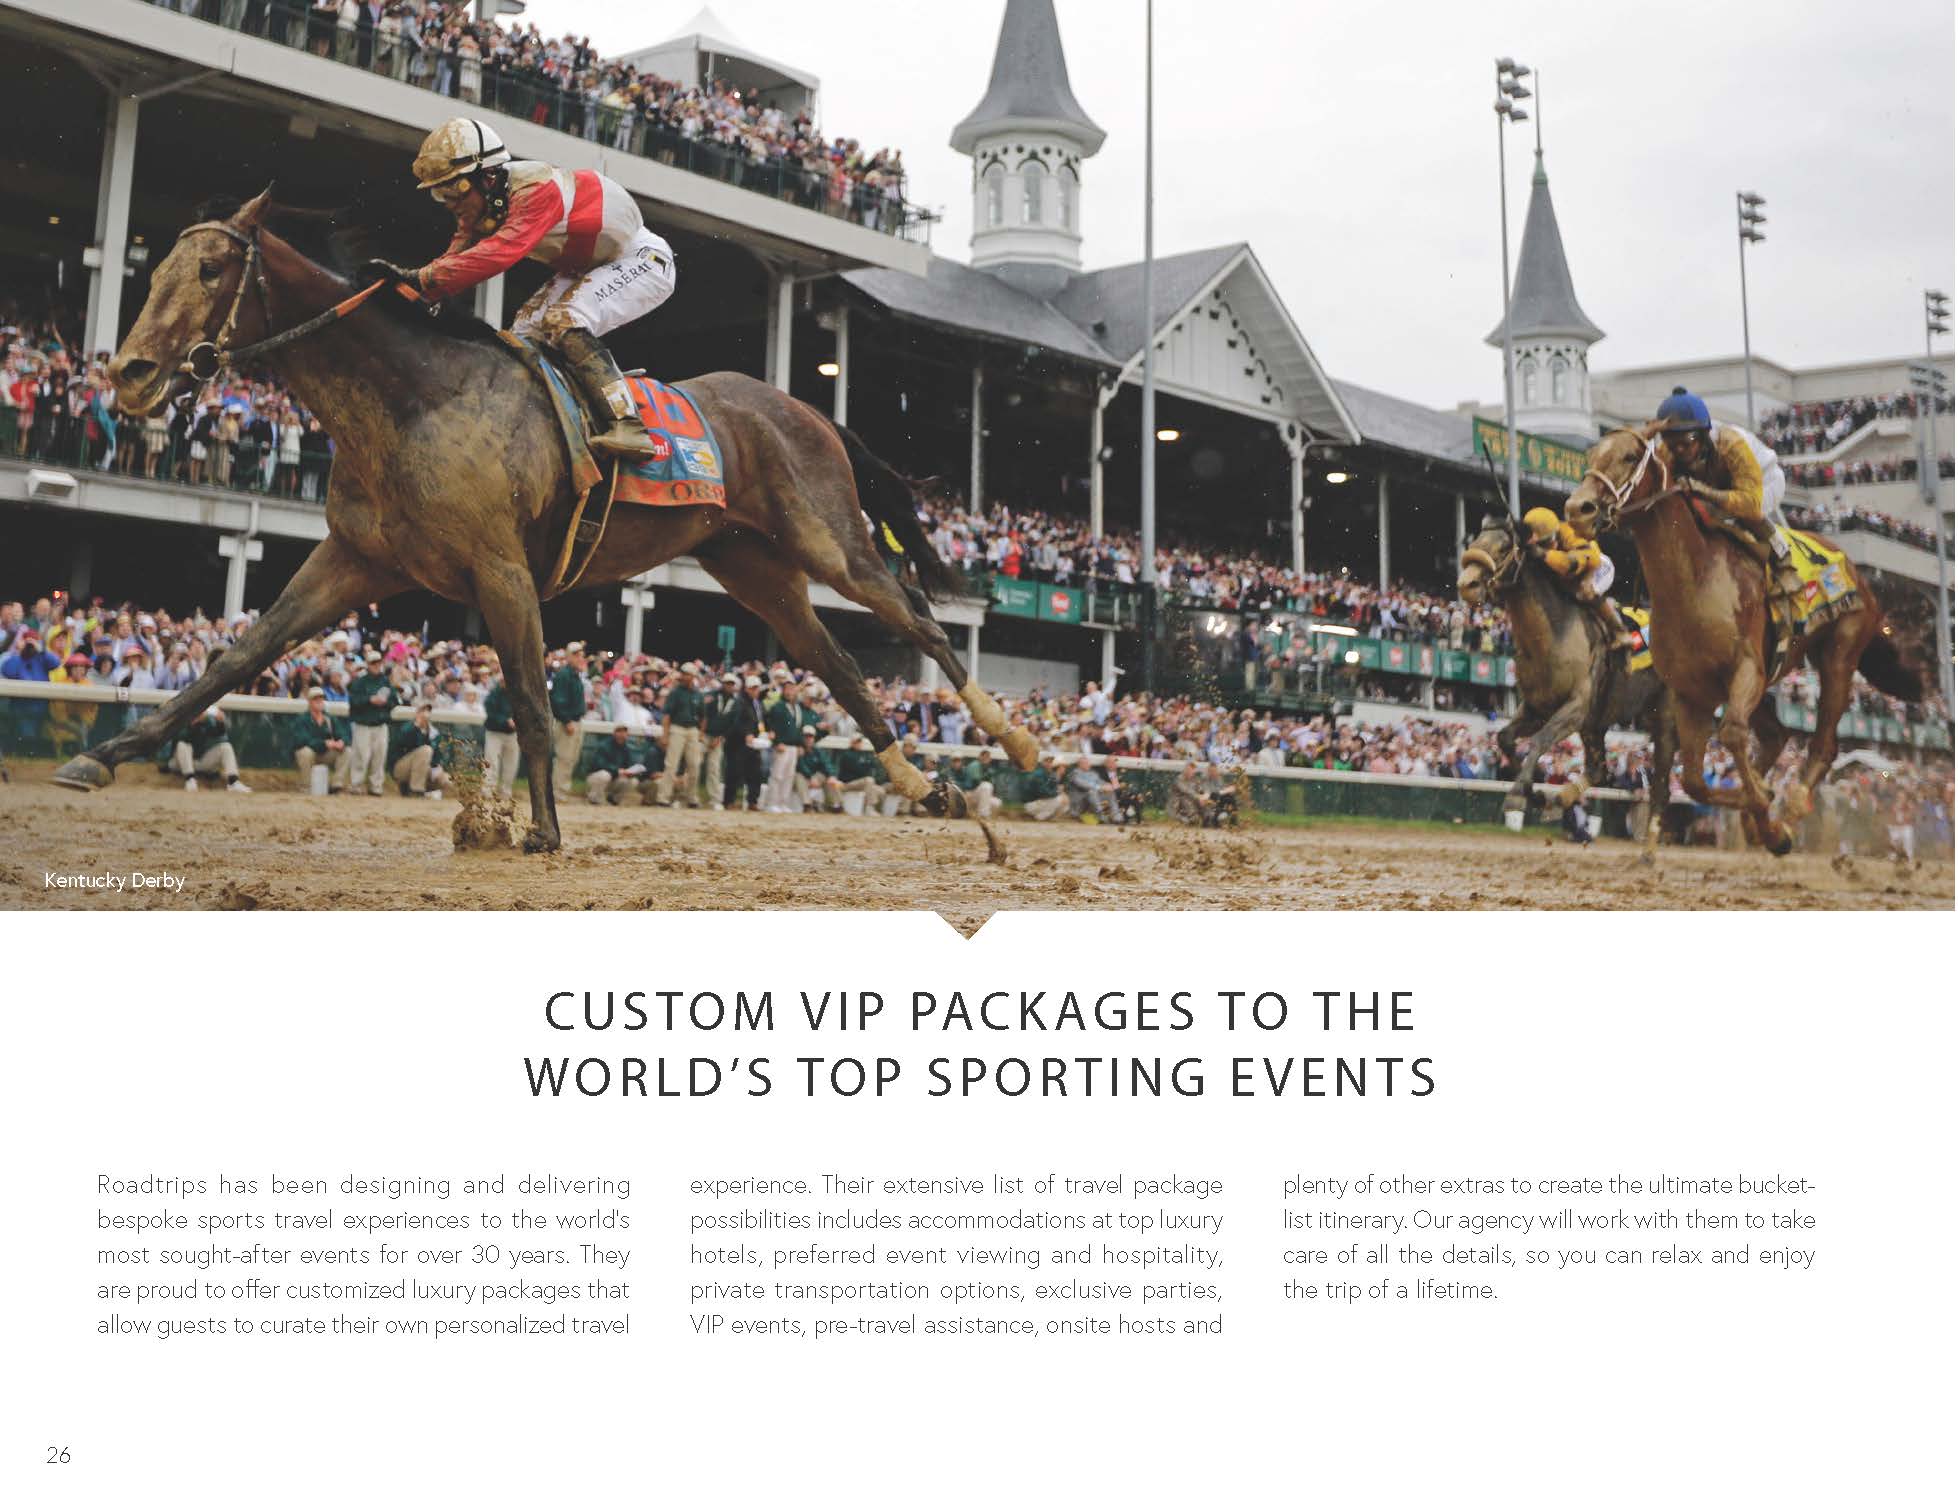 MASERATI
Kentucky Derby
CUSTOM VIP PACKAGES TO THE
WORLD'S TOP SPORTING EVENTS
Roadtrips has been designing and delivering
bespoke sports travel experiences to the world's
most sought-after events for over 30 years. They
are proud to offer customized luxury packages that
allow guests to curate their own personalized travel
experience. Their extensive list of travel package
possibilities includes accommodations at top luxury
hotels, preferred event viewing and hospitality,
private transportation options, exclusive parties,
VIP events, pre-travel assistance, onsite hosts and
plenty of other extras to create the ultimate bucket-
list itinerary. Our agency will work with them to take
care of all the details, so you can relax and enjoy
the trip of a lifetime.
26